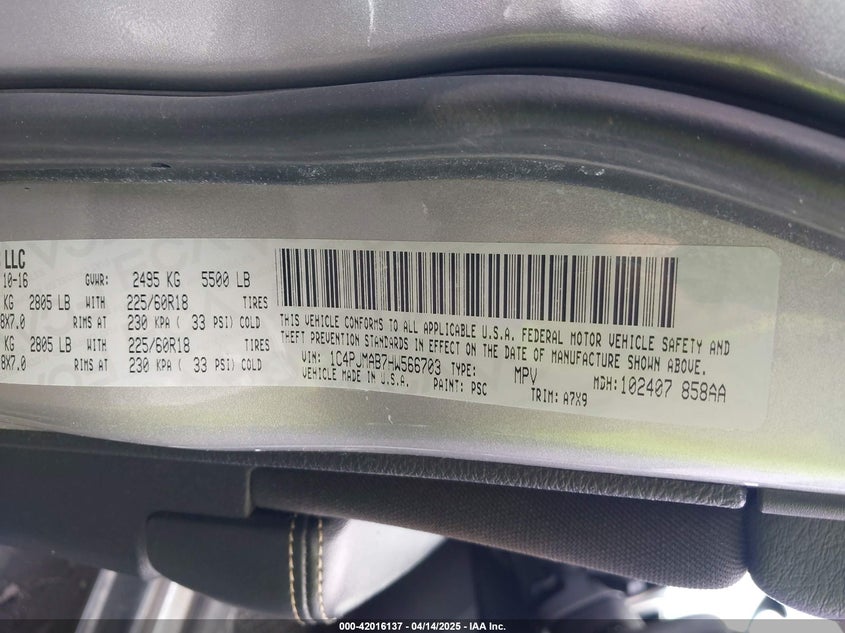 LLC
10-16 GVWR: 2495 KG 5500 LB
KG 2805 LB WITH 225/60R18 TIRES
8X7.0 RIMS AT 230 KPA ( 33 PSI) COLD
KG 2805 LB WITH 225/60R18 TIRES
8X7.0 RIMS AT 230 KPA ( 33 PSI) COLD
THIS VEHICLE CONFORMS TO ALL APPLICABLE U.S.A. FEDERAL MOTOR VEHICLE SAFETY AND
THEFT PREVENTION STANDARDS IN EFFECT ON THE DATE OF MANUFACTURE SHOWN ABOVE.
VIN: 1C4PJMAB7HW566703 TYPE: MPV MDH: 102407 858AA
VEHICLE MADE IN U.S.A. PAINT: PSC TRIM: A7X9
000-42016137 - 04/14/2025 - IAA Inc.